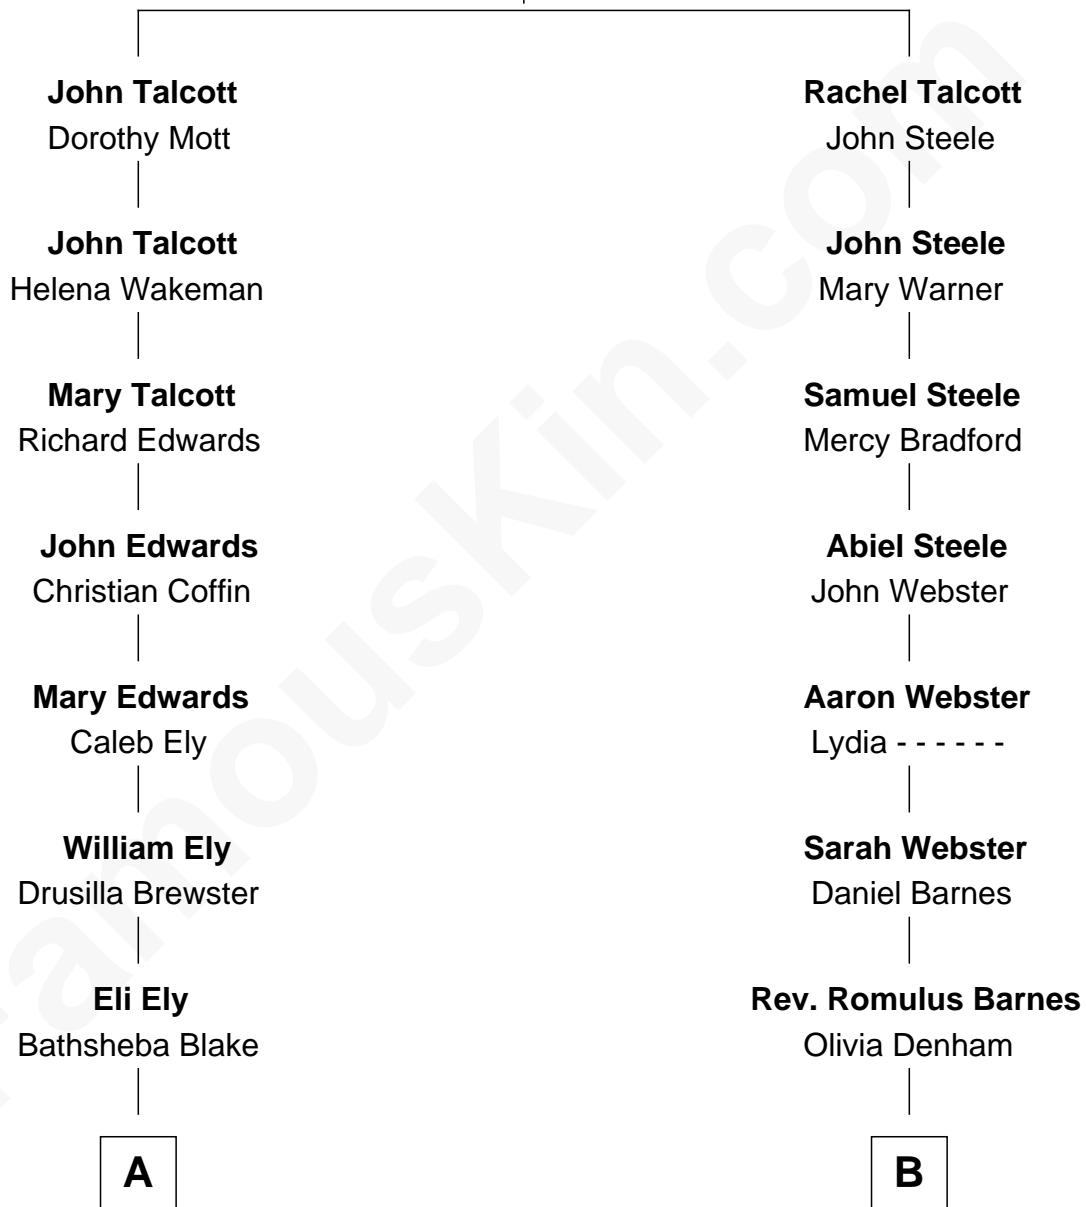 John Talcott
Dorothy Mott
John Talcott
Helena Wakeman
Mary Talcott
Richard Edwards
John Edwards
Christian Coffin
Mary Edwards
Caleb Ely
William Ely
Drusilla Brewster
Eli Ely
Bathsheba Blake
A
Rachel Talcott
John Steele
John Steele
Mary Warner
Samuel Steele
Mercy Bradford
Abiel Steele
John Webster
Aaron Webster
Lydia - - - - - -
Sarah Webster
Daniel Barnes
Rev. Romulus Barnes
Olivia Denham
B
FamousKin.com